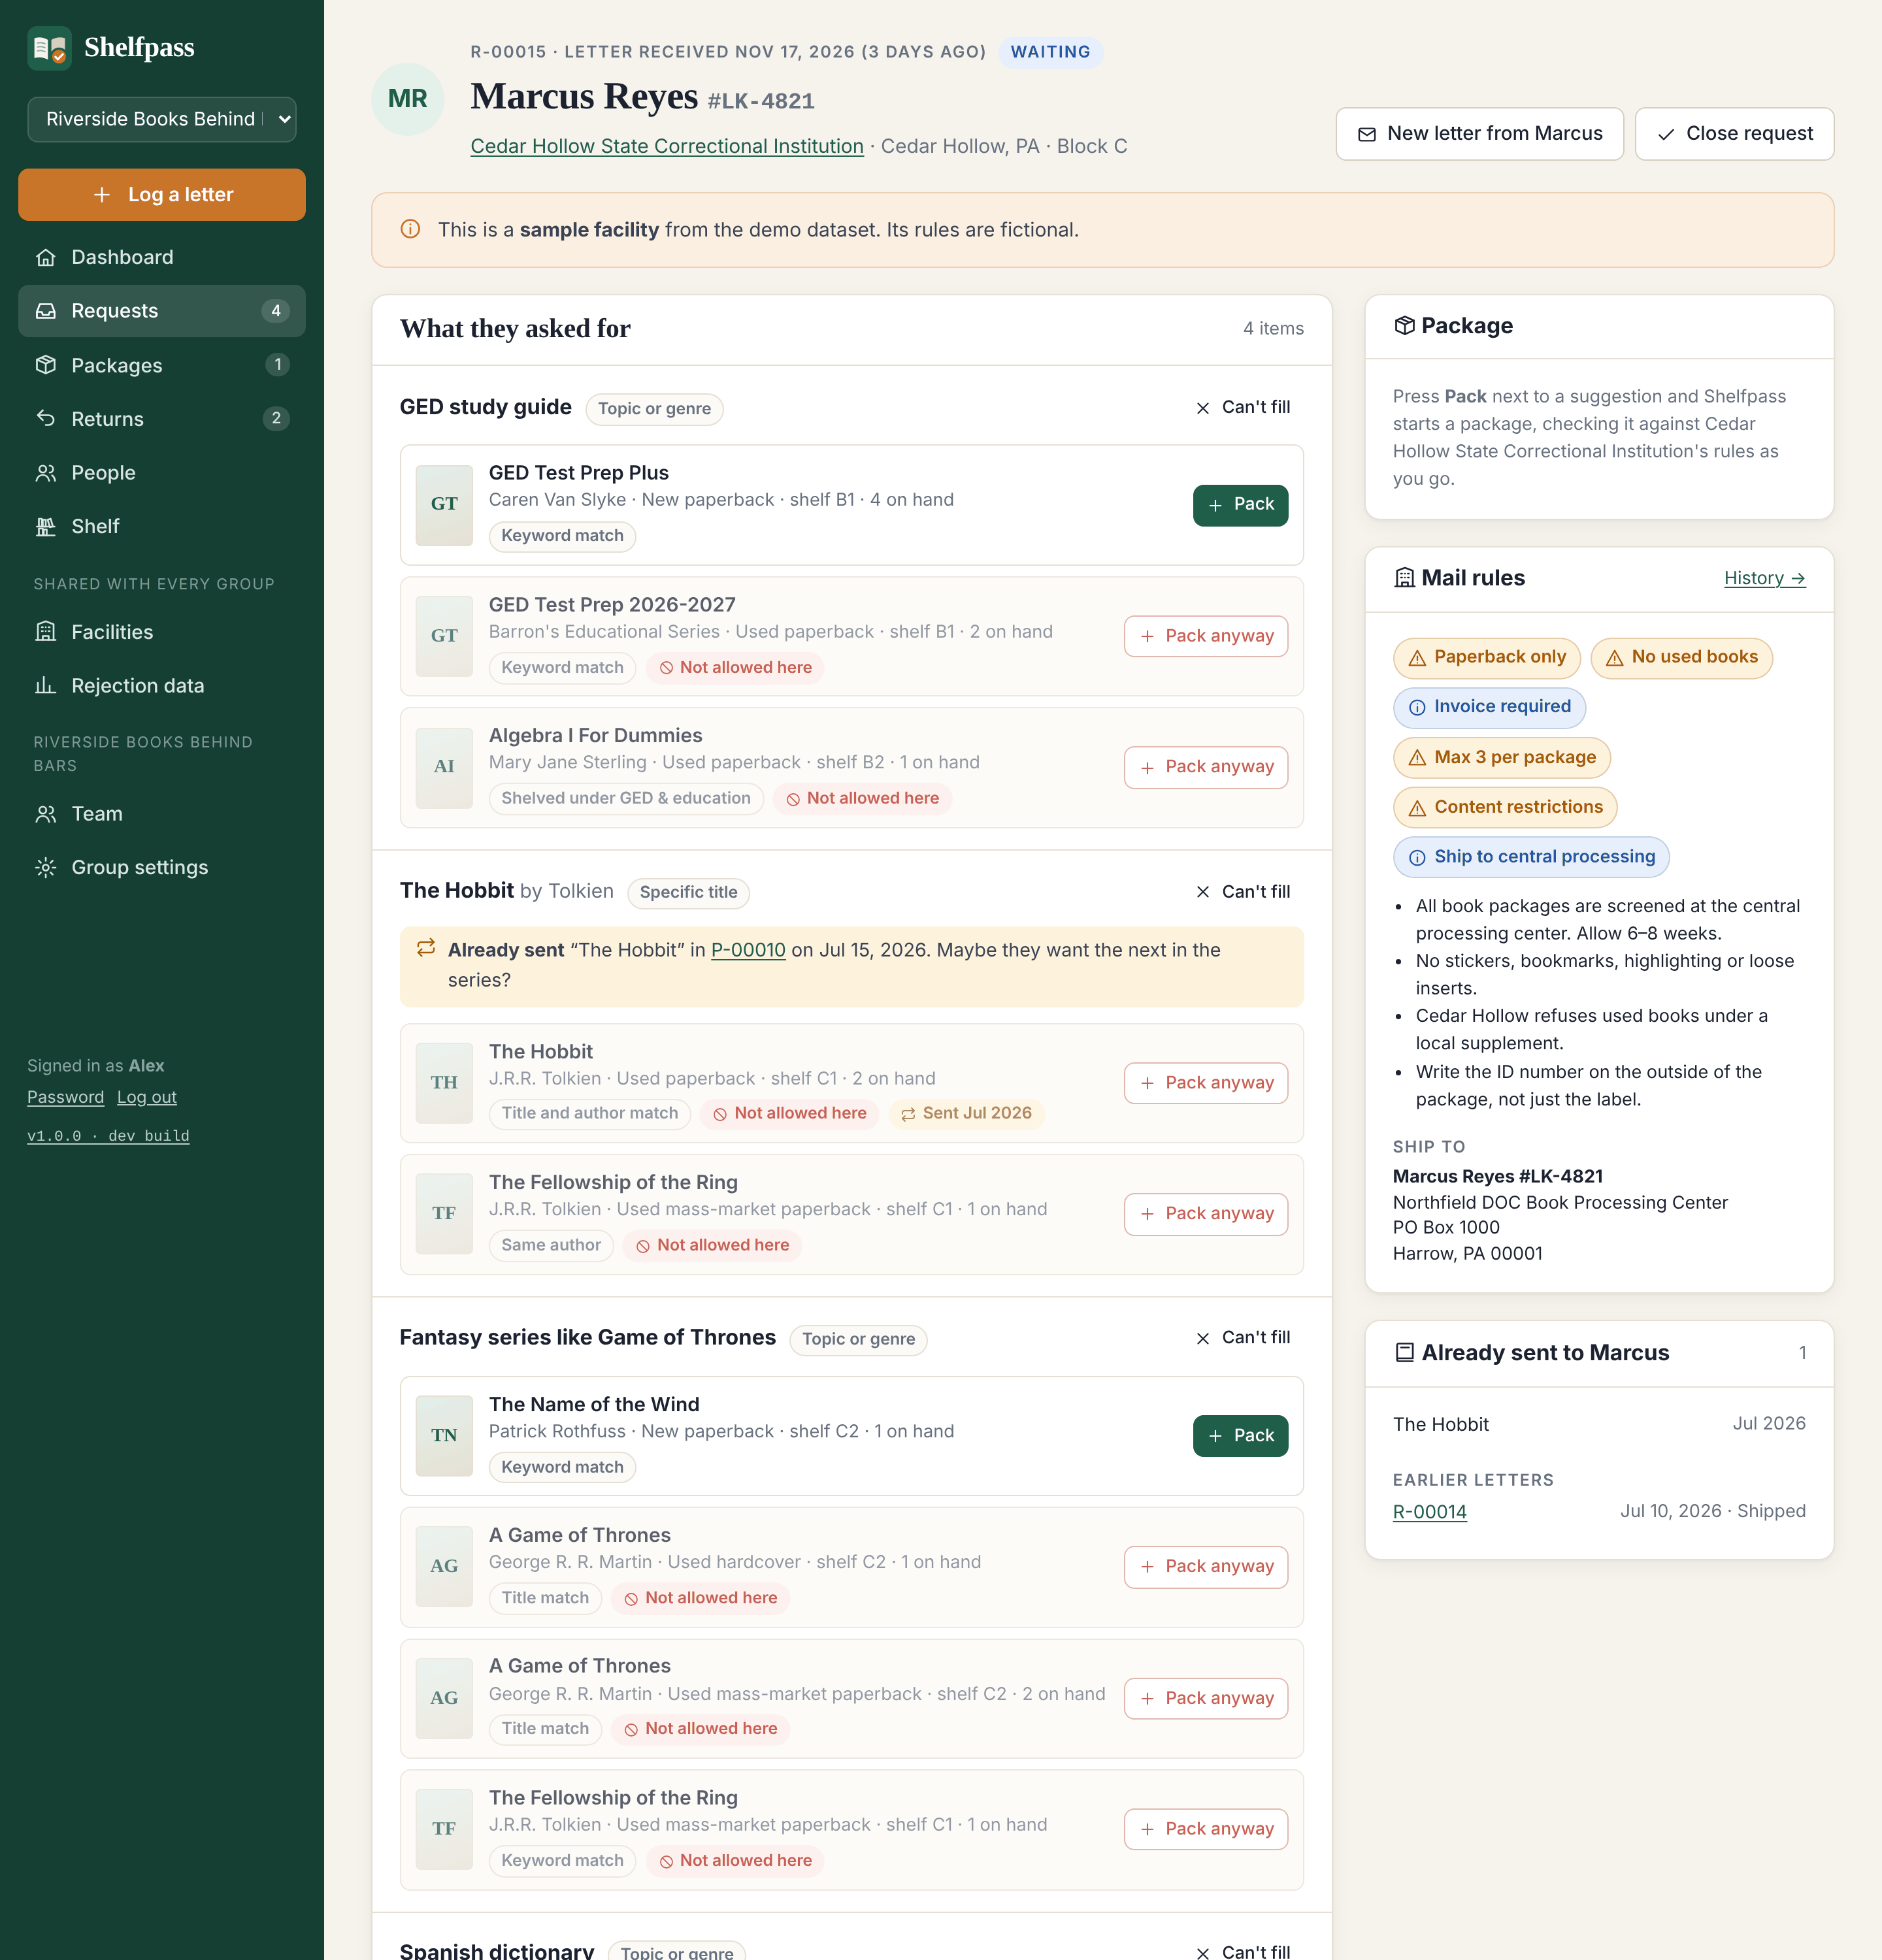 Shelfpass
Riverside Books Behind
Log a letter
Dashboard
Requests 4
Packages 1
Returns 2
People
Shelf
SHARED WITH EVERY GROUP
Facilities
Rejection data
RIVERSIDE BOOKS BEHIND
BARS
Team
Group settings
Signed in as Alex
Password Log out
v1.0.0 · dev build
R-00015 · LETTER RECEIVED NOV 17, 2026 (3 DAYS AGO) WAITING
MR
Marcus Reyes #LK-4821
Cedar Hollow State Correctional Institution · Cedar Hollow, PA · Block C
New letter from Marcus
Close request
This is a sample facility from the demo dataset. Its rules are fictional.
What they asked for 4 items
GED study guide Topic or genre Can't fill
GT
GED Test Prep Plus
Caren Van Slyke · New paperback · shelf B1 · 4 on hand
Keyword match
Pack
GT
GED Test Prep 2026-2027
Barron's Educational Series · Used paperback · shelf B1 · 2 on hand
Keyword match Not allowed here
Pack anyway
AI
Algebra I For Dummies
Mary Jane Sterling · Used paperback · shelf B2 · 1 on hand
Shelved under GED & education Not allowed here
Pack anyway
The Hobbit by Tolkien Specific title Can't fill
Already sent “The Hobbit” in P-00010 on Jul 15, 2026. Maybe they want the next in the
series?
TH
The Hobbit
J.R.R. Tolkien · Used paperback · shelf C1 · 2 on hand
Title and author match Not allowed here Sent Jul 2026
Pack anyway
TF
The Fellowship of the Ring
J.R.R. Tolkien · Used mass-market paperback · shelf C1 · 1 on hand
Same author Not allowed here
Pack anyway
Fantasy series like Game of Thrones Topic or genre Can't fill
TN
The Name of the Wind
Patrick Rothfuss · New paperback · shelf C2 · 1 on hand
Keyword match
Pack
AG
A Game of Thrones
George R. R. Martin · Used hardcover · shelf C2 · 1 on hand
Title match Not allowed here
Pack anyway
AG
A Game of Thrones
George R. R. Martin · Used mass-market paperback · shelf C2 · 2 on hand
Title match Not allowed here
Pack anyway
TF
The Fellowship of the Ring
J.R.R. Tolkien · Used mass-market paperback · shelf C1 · 1 on hand
Keyword match Not allowed here
Pack anyway
Spanish dictionary Topic or genre Can't fill
Package
Press Pack next to a suggestion and Shelfpass
starts a package, checking it against Cedar
Hollow State Correctional Institution's rules as
you go.
Mail rules History →
Paperback only No used books
Invoice required
Max 3 per package
Content restrictions
Ship to central processing
• All book packages are screened at the central
processing center. Allow 6–8 weeks.
• No stickers, bookmarks, highlighting or loose
inserts.
• Cedar Hollow refuses used books under a
local supplement.
• Write the ID number on the outside of the
package, not just the label.
SHIP TO
Marcus Reyes #LK-4821
Northfield DOC Book Processing Center
PO Box 1000
Harrow, PA 00001
Already sent to Marcus 1
The Hobbit Jul 2026
EARLIER LETTERS
R-00014 Jul 10, 2026 · Shipped